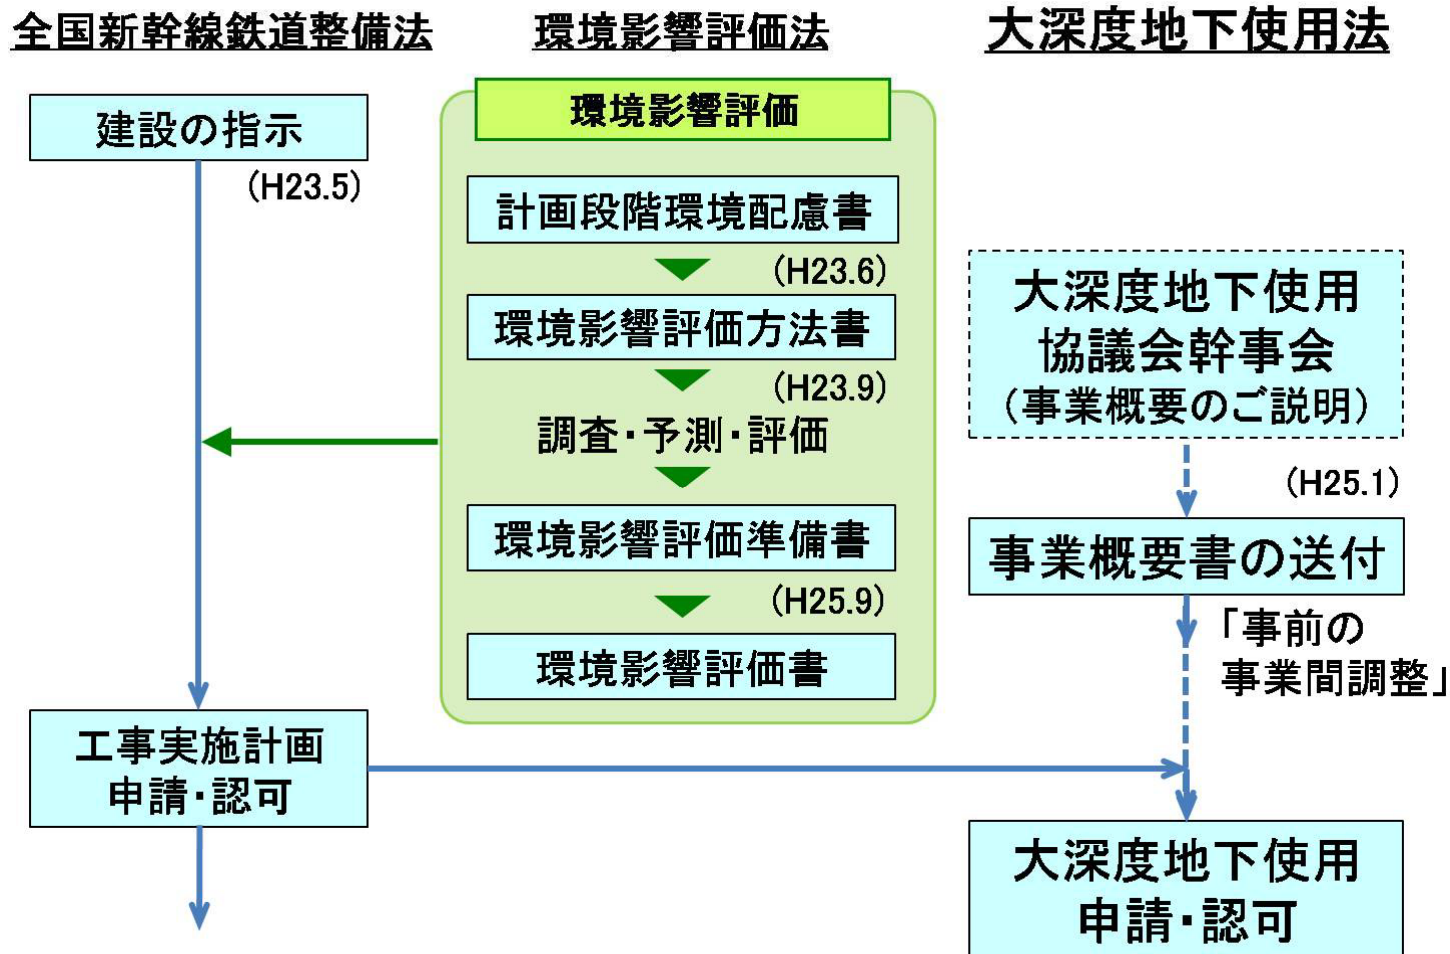 全国新幹線鉄道整備法
建設の指示
(H23.5)
工事実施計画
申請・認可
環境影響評価法
環境影響評価
計画段階環境配慮書
(H23.6)
環境影響評価方法書
(H23.9)
調査・予測・評価
環境影響評価準備書
(H25.9)
環境影響評価書
大深度地下使用法
大深度地下使用
協議会幹事会
(事業概要のご説明)
(H25.1)
事業概要書の送付
「事前の
事業間調整」
大深度地下使用
申請・認可